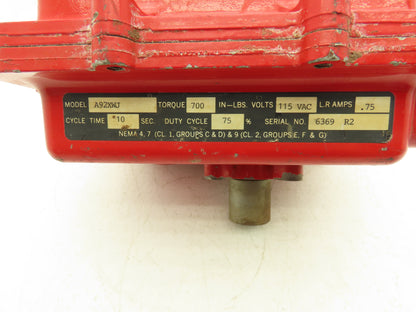 MODEL A92XWJ TORQUE 700 IN-LBS. VOLTS 115 VAC L.R AMPS .75
CYCLE TIME 10 SEC. DUTY CYCLE 75 % SERIAL NO. 6369 R2
NEMA 4, 7 (CL. 1, GROUPS C & D) & 9 (CL. 2, GROUPS E, F & G)